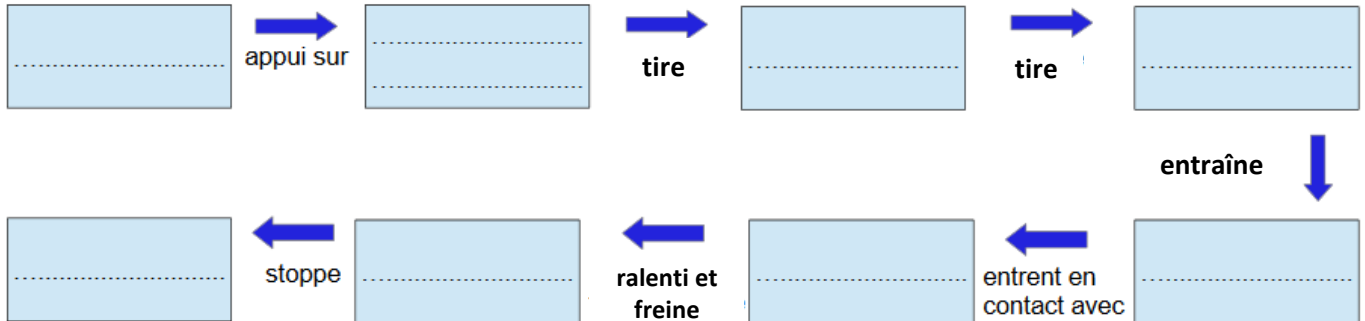 appui sur
tire
tire
entraîne
entrent en
contact avec
ralenti et
freine
stoppe